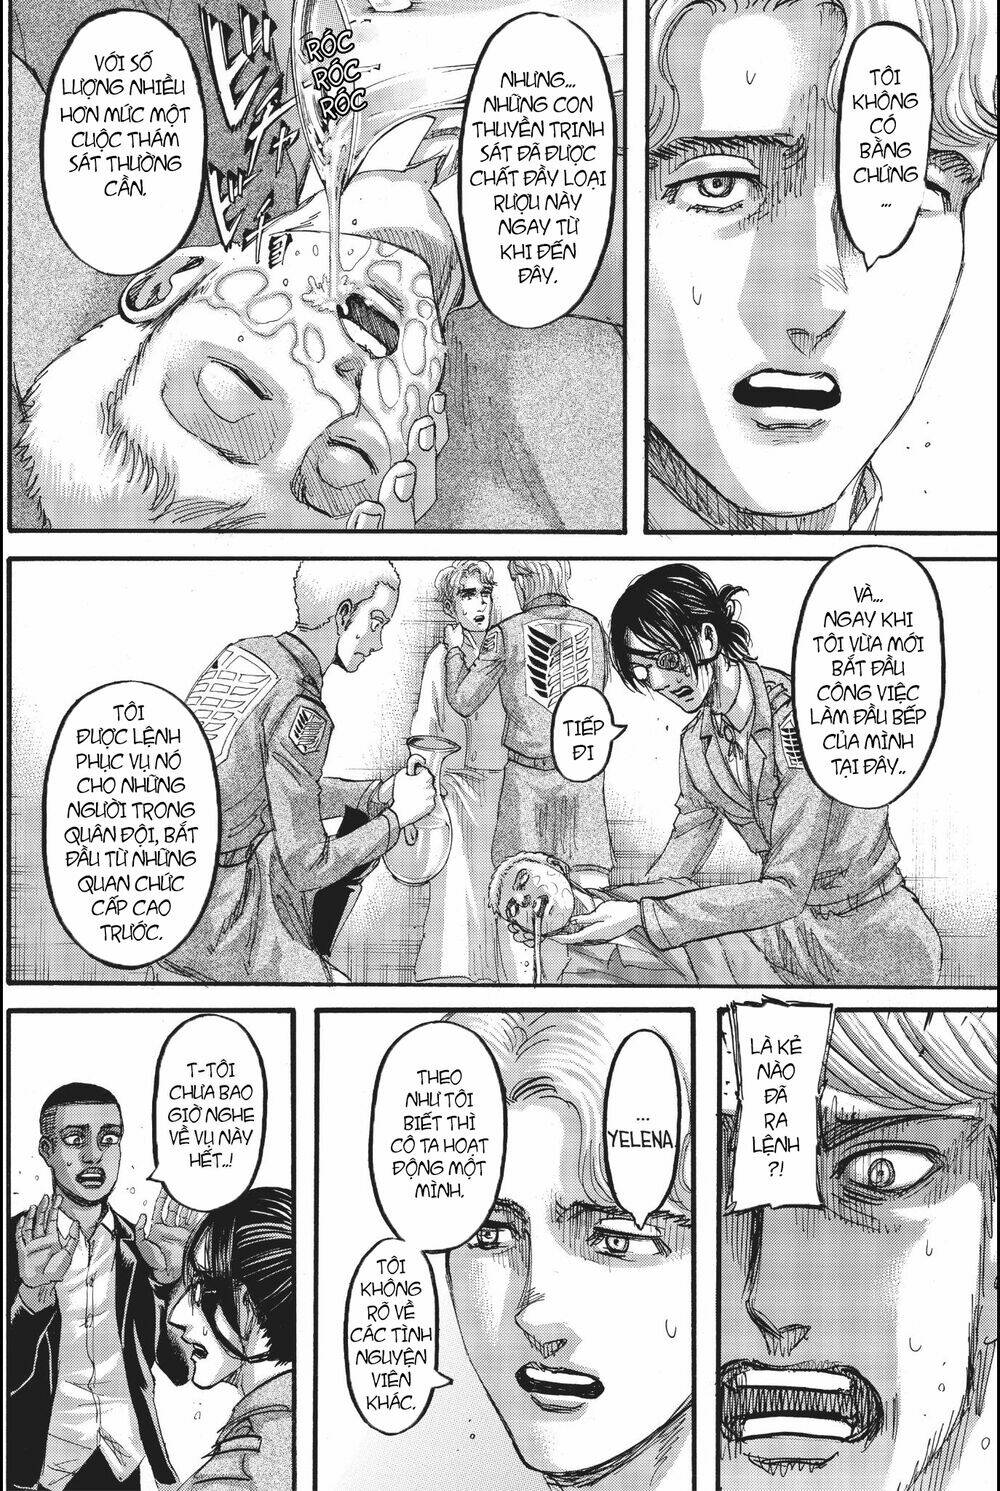 TÔI
KHÔNG
CÓ
BẰNG
CHỨNG
...
NHƯNG...
NHỮNG CON
THUYỀN TRINH
SÁT ĐÃ ĐƯỢC
CHẤT ĐẦY LOẠI
RƯỢU NÀY
NGAY TỪ
KHI ĐẾN
ĐÂY.
RÓC
RÓC
RÓC
VỚI SỐ
LƯỢNG NHIỀU
HƠN MỨC MỘT
CUỘC THÁM
SÁT THƯỜNG
CẦN.
VÀ...
NGAY KHI
TÔI VỪA MỚI
BẮT ĐẦU
CÔNG VIỆC
LÀM ĐẦU BẾP
CỦA MÌNH
TẠI ĐÂY..
TIẾP
ĐI
TÔI
ĐƯỢC LỆNH
PHỤC VỤ NÓ
CHO NHỮNG
NGƯỜI TRONG
QUÂN ĐỘI, BẮT
ĐẦU TỪ NHỮNG
QUAN CHỨC
CẤP CAO
TRƯỚC.
LÀ KẺ
NÀO
ĐÃ
RA
LỆNH
?!
...
YELENA.
THEO
NHƯ TÔI
BIẾT THÌ
CÔ TA HOẠT
ĐỘNG MỘT
MÌNH.
TÔI
KHÔNG
RÕ VỀ
CÁC TÌNH
NGUYỆN
VIÊN
KHÁC.
T-TÔI
CHƯA BAO
GIỜ NGHE
VỀ VỤ NÀY
HẾT..!